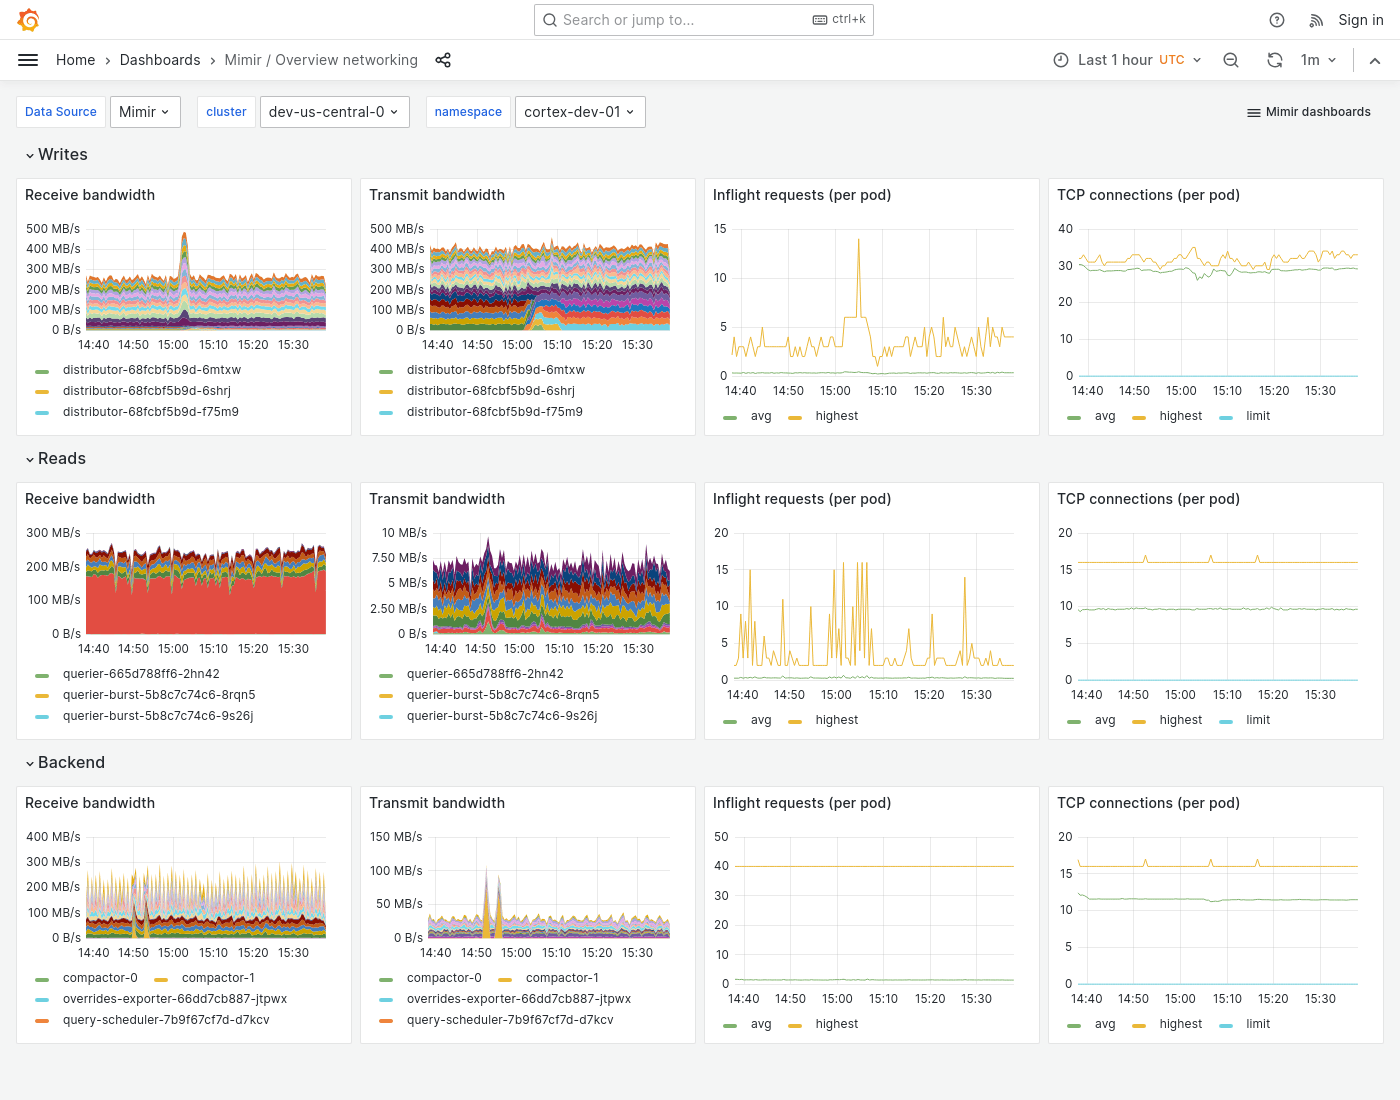 Search or jump to... ctrl+k Sign in
Home Dashboards Mimir / Overview networking Last 1 hour UTC 1m
Data Source Mimir cluster dev-us-central-0 namespace cortex-dev-01 Mimir dashboards
Writes
Receive bandwidth
500 MB/s
400 MB/s
300 MB/s
200 MB/s
100 MB/s
0 B/s
14:40 14:50 15:00 15:10 15:20 15:30
distributor-68fcbf5b9d-6mtxw
distributor-68fcbf5b9d-6shrj
distributor-68fcbf5b9d-f75m9
Transmit bandwidth
500 MB/s
400 MB/s
300 MB/s
200 MB/s
100 MB/s
0 B/s
14:40 14:50 15:00 15:10 15:20 15:30
distributor-68fcbf5b9d-6mtxw
distributor-68fcbf5b9d-6shrj
distributor-68fcbf5b9d-f75m9
Inflight requests (per pod)
15
10
5
0
14:40 14:50 15:00 15:10 15:20 15:30
avg highest
TCP connections (per pod)
40
30
20
10
0
14:40 14:50 15:00 15:10 15:20 15:30
avg highest limit
Reads
Receive bandwidth
300 MB/s
200 MB/s
100 MB/s
0 B/s
14:40 14:50 15:00 15:10 15:20 15:30
querier-665d788ff6-2hn42
querier-burst-5b8c7c74c6-8rqn5
querier-burst-5b8c7c74c6-9s26j
Transmit bandwidth
10 MB/s
7.50 MB/s
5 MB/s
2.50 MB/s
0 B/s
14:40 14:50 15:00 15:10 15:20 15:30
querier-665d788ff6-2hn42
querier-burst-5b8c7c74c6-8rqn5
querier-burst-5b8c7c74c6-9s26j
Inflight requests (per pod)
20
15
10
5
0
14:40 14:50 15:00 15:10 15:20 15:30
avg highest
TCP connections (per pod)
20
15
10
5
0
14:40 14:50 15:00 15:10 15:20 15:30
avg highest limit
Backend
Receive bandwidth
400 MB/s
300 MB/s
200 MB/s
100 MB/s
0 B/s
14:40 14:50 15:00 15:10 15:20 15:30
compactor-0 compactor-1
overrides-exporter-66dd7cb887-jtpwx
query-scheduler-7b9f67cf7d-d7kcv
Transmit bandwidth
150 MB/s
100 MB/s
50 MB/s
0 B/s
14:40 14:50 15:00 15:10 15:20 15:30
compactor-0 compactor-1
overrides-exporter-66dd7cb887-jtpwx
query-scheduler-7b9f67cf7d-d7kcv
Inflight requests (per pod)
50
40
30
20
10
0
14:40 14:50 15:00 15:10 15:20 15:30
avg highest
TCP connections (per pod)
20
15
10
5
0
14:40 14:50 15:00 15:10 15:20 15:30
avg highest limit